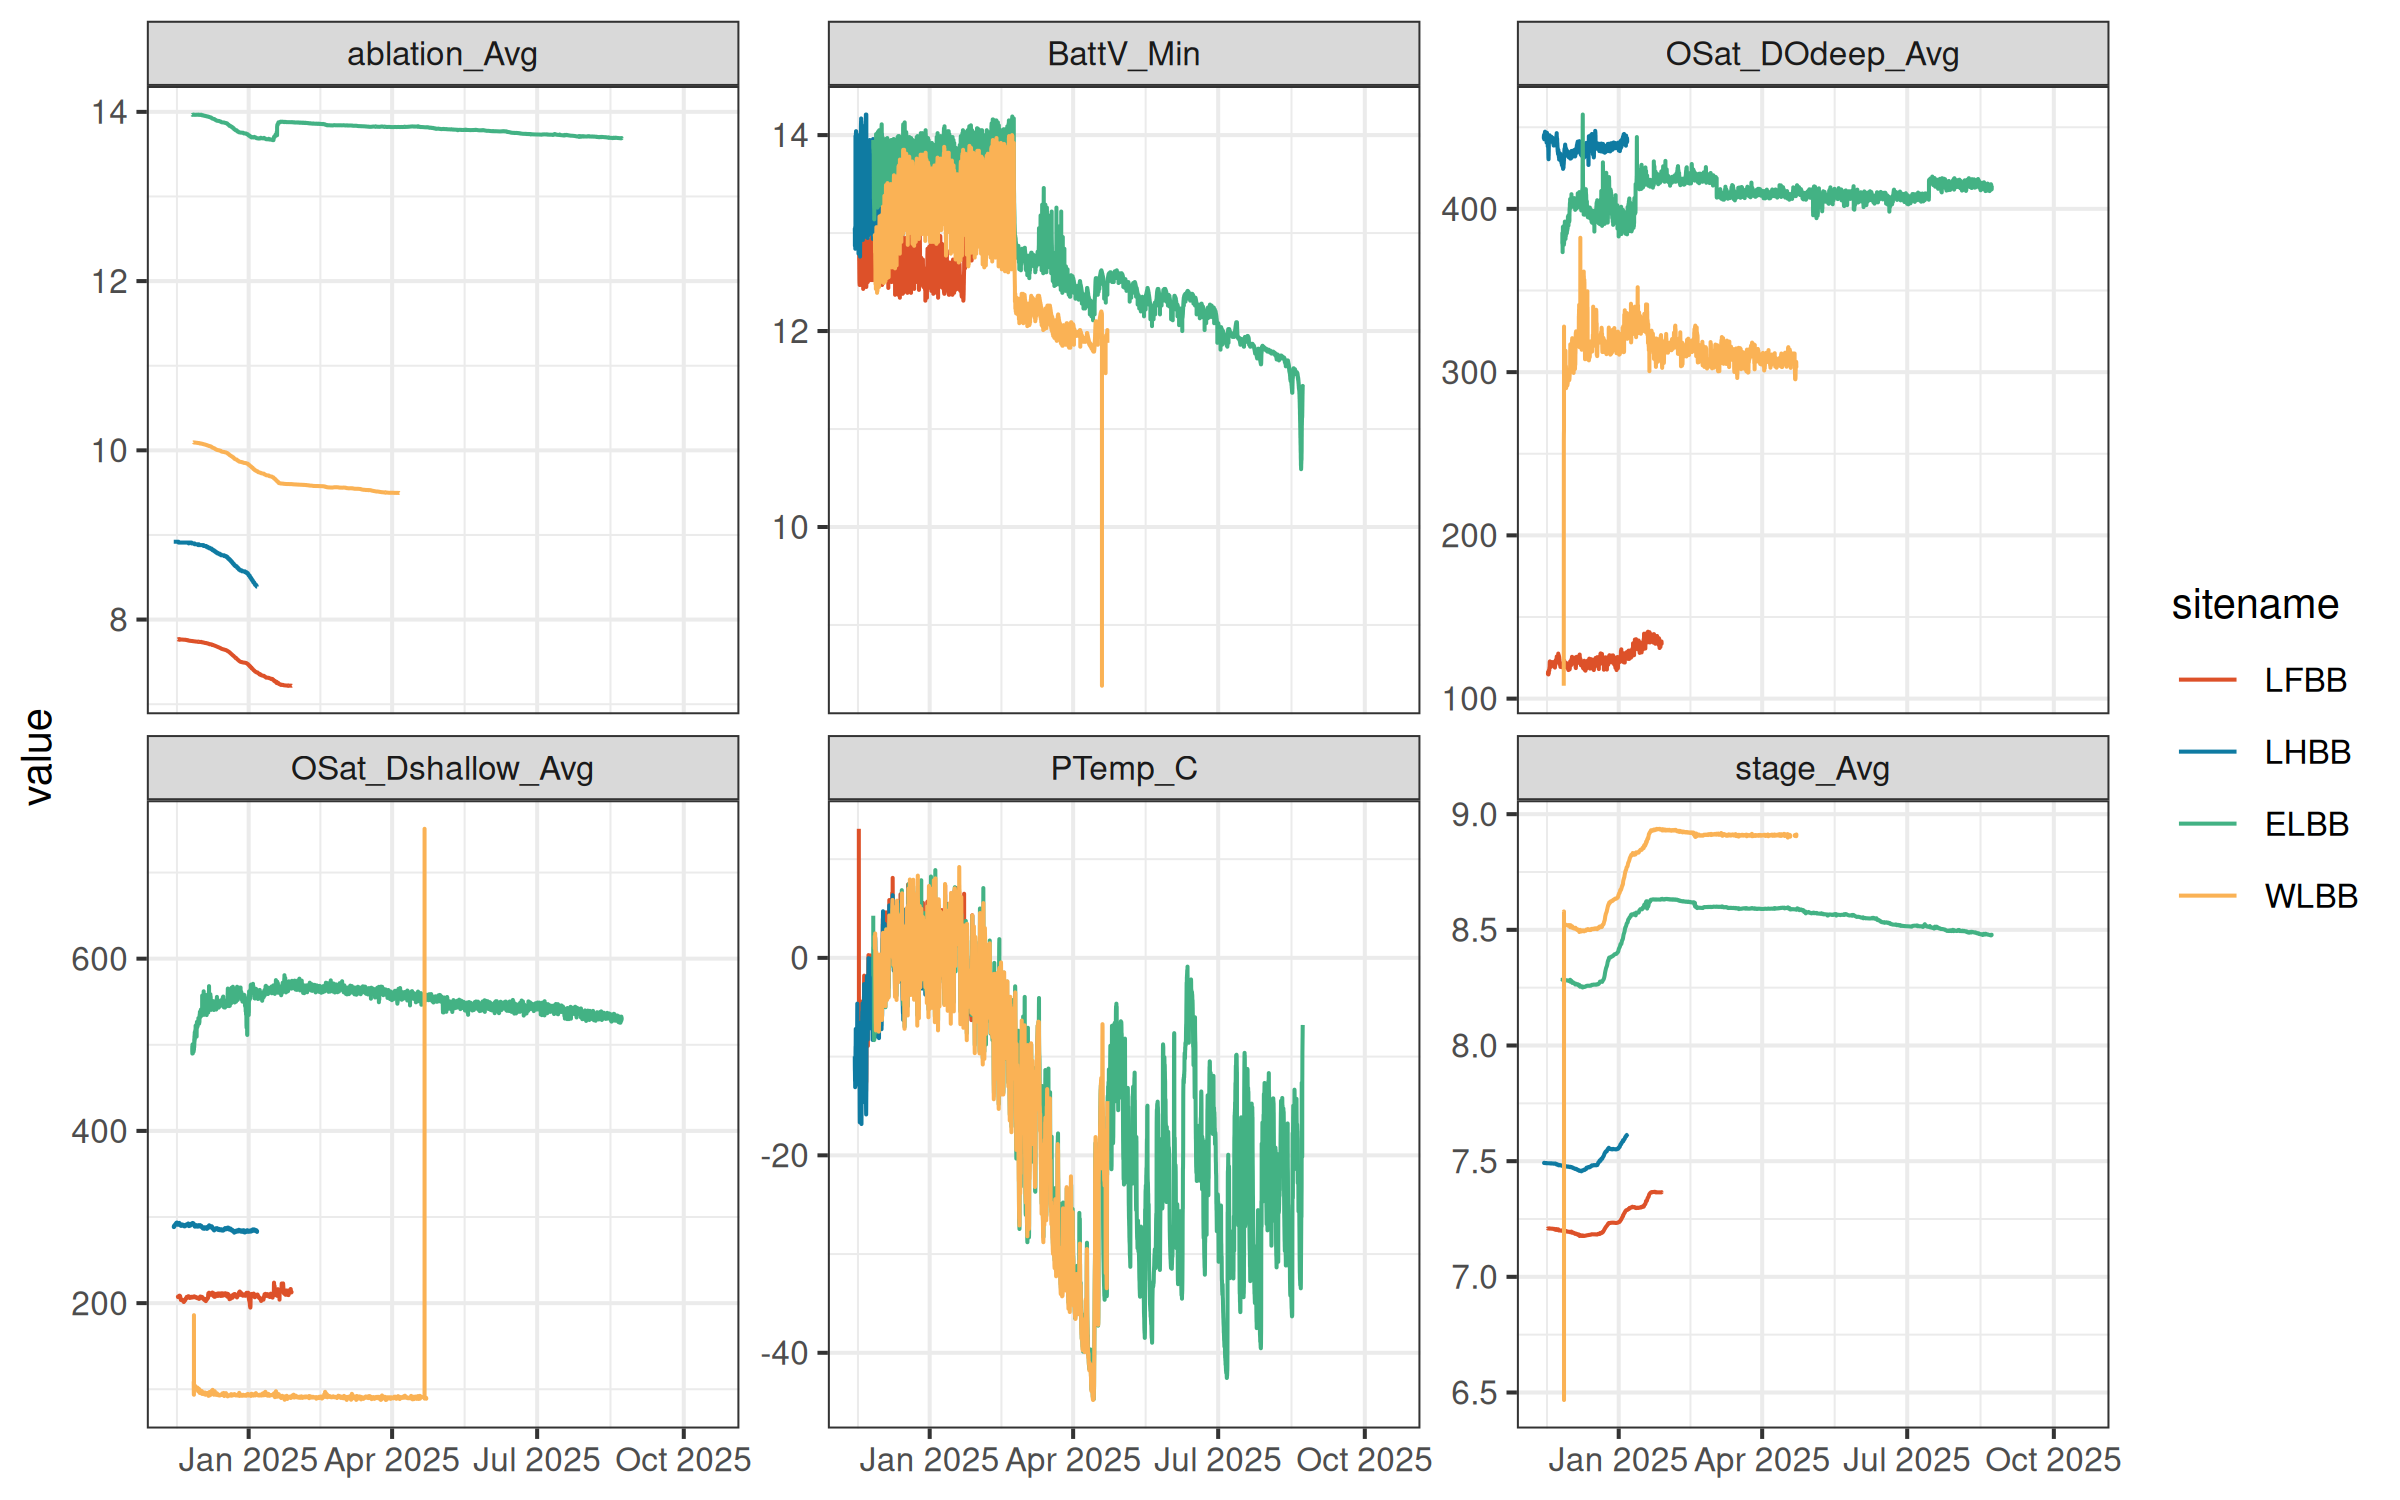 ablation_Avg
BattV_Min
OSat_DOdeep_Avg
14
12
10
8
14
12
10
400
300
200
100
value
OSat_Dshallow_Avg
PTemp_C
stage_Avg
600
400
200
0
-20
-40
9.0
8.5
8.0
7.5
7.0
6.5
Jan 2025 Apr 2025 Jul 2025 Oct 2025
Jan 2025 Apr 2025 Jul 2025 Oct 2025
Jan 2025 Apr 2025 Jul 2025 Oct 2025
sitename
LFBB
LHBB
ELBB
WLBB